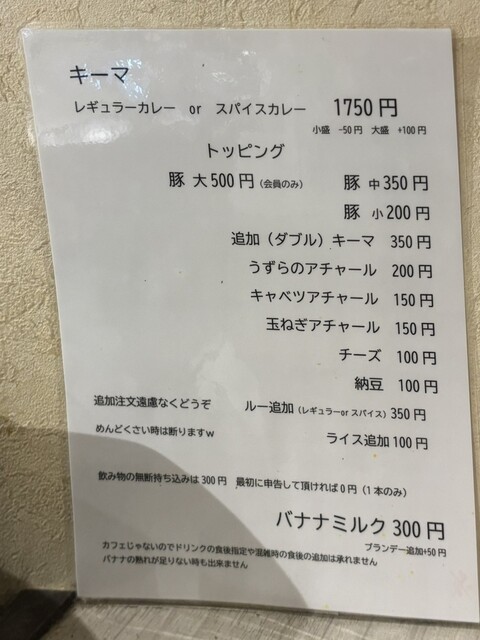 キーマ
レギュラーカレー or スパイスカレー 1750円
小盛 -50円 大盛 +100円
トッピング
豚 大500円(会員のみ) 豚 中350円
豚 小200円
追加(ダブル)キーマ 350円
うずらのアチャール 200円
キャベツアチャール 150円
玉ねぎアチャール 150円
チーズ 100円
納豆 100円
追加注文遠慮なくどうぞ ルー追加(レギュラーor スパイス)350円
めんどくさい時は断りますw ライス追加100円
飲み物の無断持ち込みは300円 最初に申告して頂ければ0円(1本のみ)
バナナミルク300円
ブランデー追加+50円
カフェじゃないのでドリンクの食後指定や混雑時の食後の追加は承れません
バナナの熟れが足りない時も出来ません